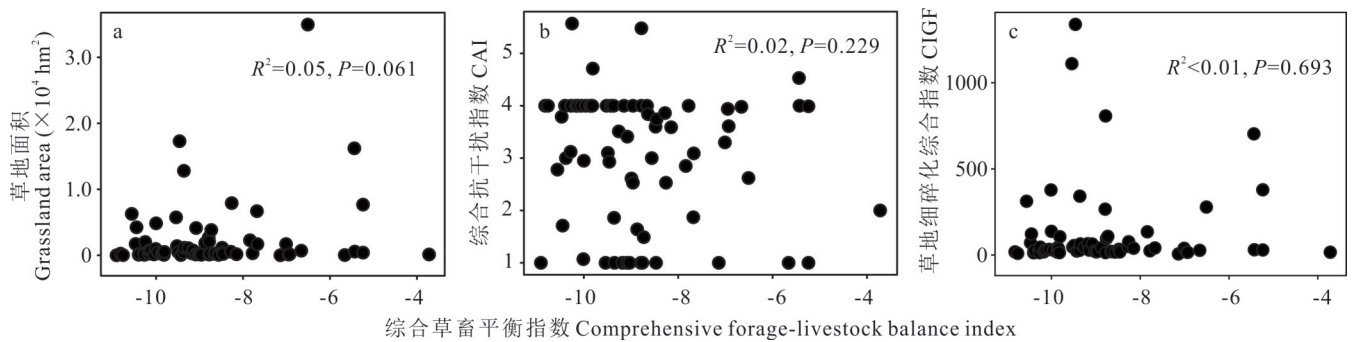 a
R²=0.05, P=0.061
3.0
2.0
1.0
0
-10
-8
-6
-4
草地面积
Grassland area (×10⁴ hm²)
b
R²=0.02, P=0.229
5
4
3
2
1
-10
-8
-6
-4
综合抗干扰指数 CAI
c
R²<0.01, P=0.693
1000
500
0
-10
-8
-6
-4
草地细碎化综合指数 CIGF
综合草畜平衡指数 Comprehensive forage-livestock balance index